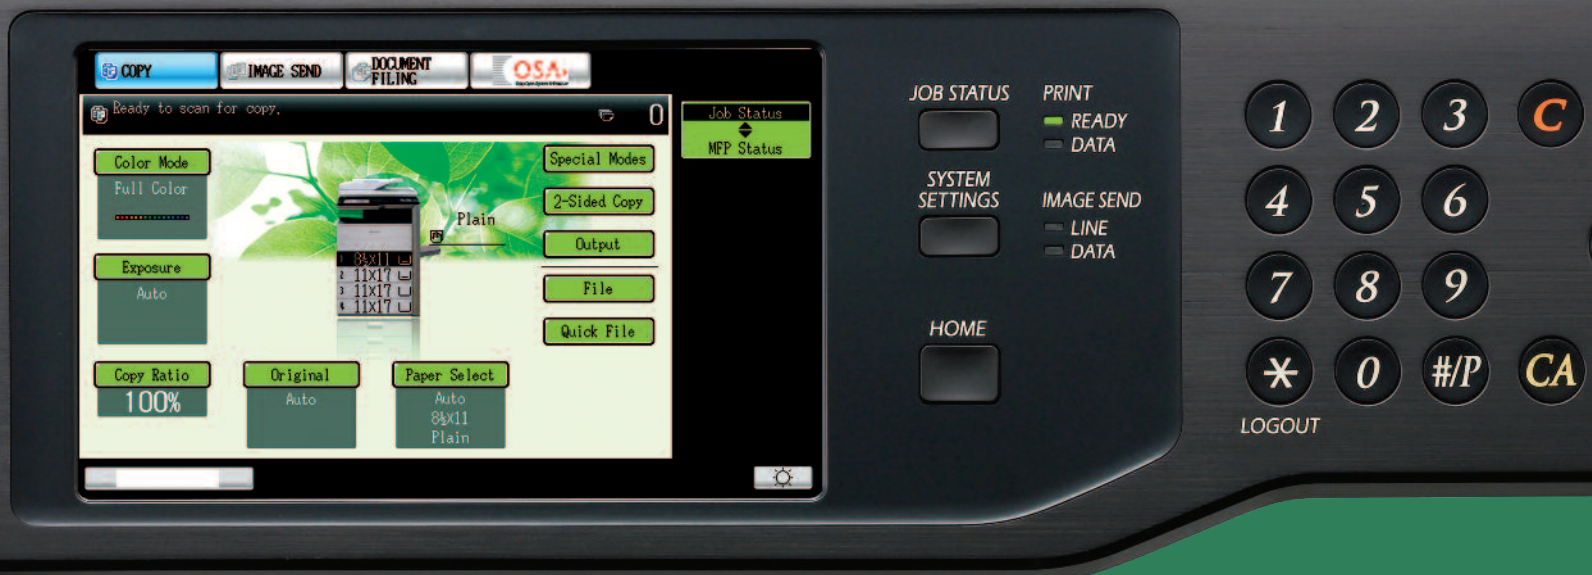 COPY
IMAGE SEND
DOCUMENT
FILING
OSA
Ready to scan for copy.
0
Job Status
MFP Status
Color Mode
Full Color
Exposure
Auto
Copy Ratio
100%
Original
Auto
Paper Select
Auto
8½X11
Plain
Plain
1 8½X11
2 11X17
3 11X17
4 11X17
Special Modes
2-Sided Copy
Output
File
Quick File
JOB STATUS
SYSTEM
SETTINGS
HOME
PRINT
READY
DATA
IMAGE SEND
LINE
DATA
1 2 3 C
4 5 6
7 8 9
* 0 #/P CA
LOGOUT